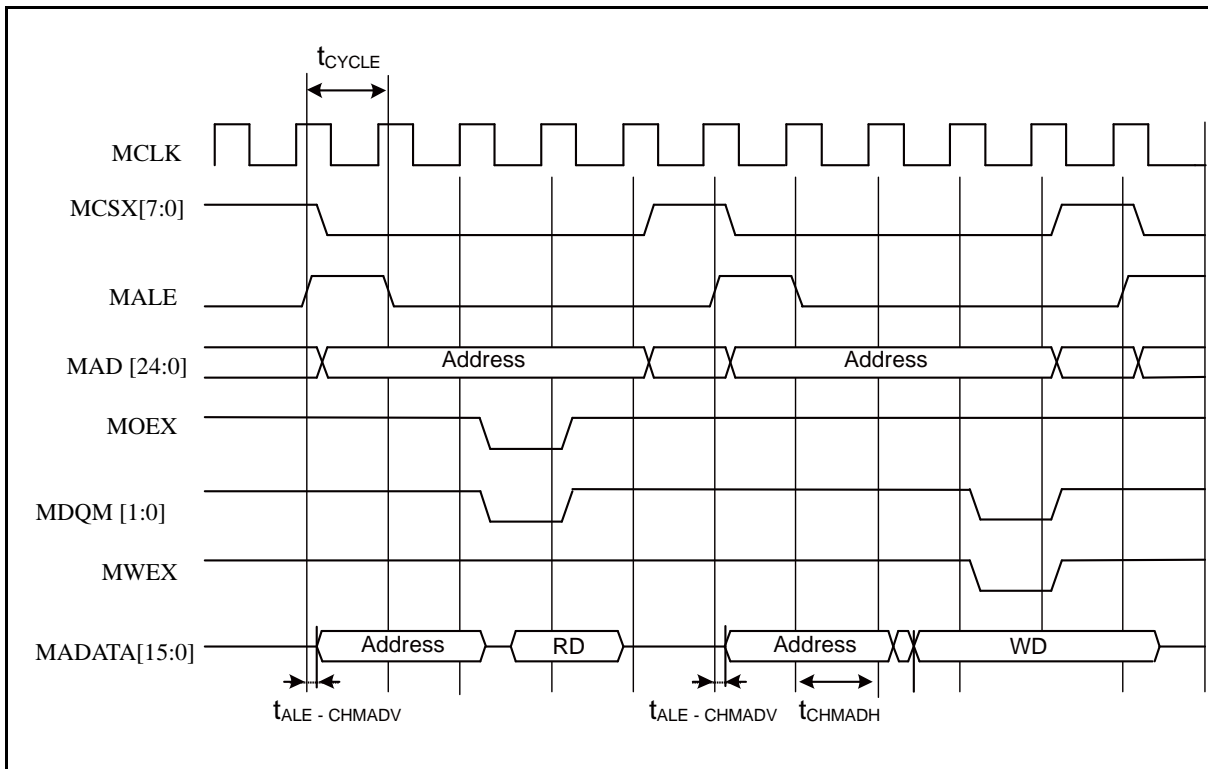 tCYCLE
MCLK
MCSX[7:0]
MALE
MAD [24:0] Address Address
MOEX
MDQM [1:0]
MWEX
MADATA[15:0] Address RD Address WD
tALE - CHMADV tALE - CHMADV tCHMADH